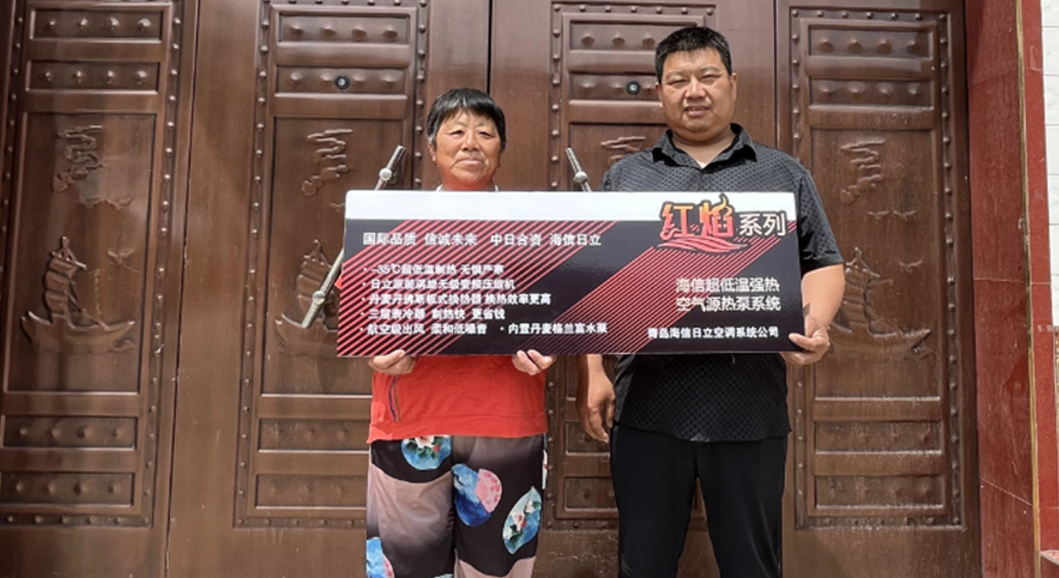 红焰系列
国际品质 信诚未来 中日合资 海信日立
·-35℃超低温制热 无惧严寒
·日立原装涡旋无级变频压缩机
·丹麦丹佛斯板式换热器 换热效率更高
·三层表冷器 制热快 更省钱
·航空级出风 柔和低噪音 ·内置丹麦格兰富水泵
海信超低温强热
空气源热泵系统
青岛海信日立空调系统公司